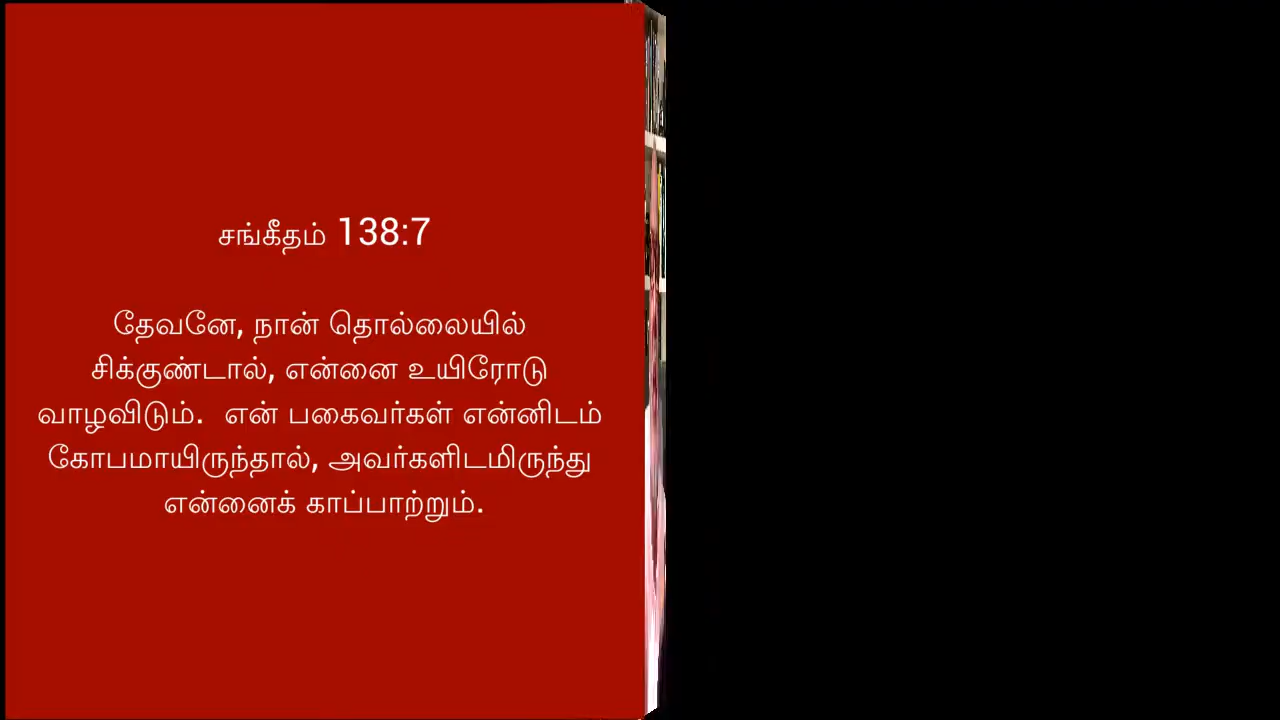 சங்கீதம் 138:7
தேவனே, நான் தொல்லையில்
சிக்குண்டால், என்னை உயிரோடு
வாழவிடும்.  என் பகைவர்கள் என்னிடம்
கோபமாயிருந்தால், அவர்களிடமிருந்து
என்னைக் காப்பாற்றும்.